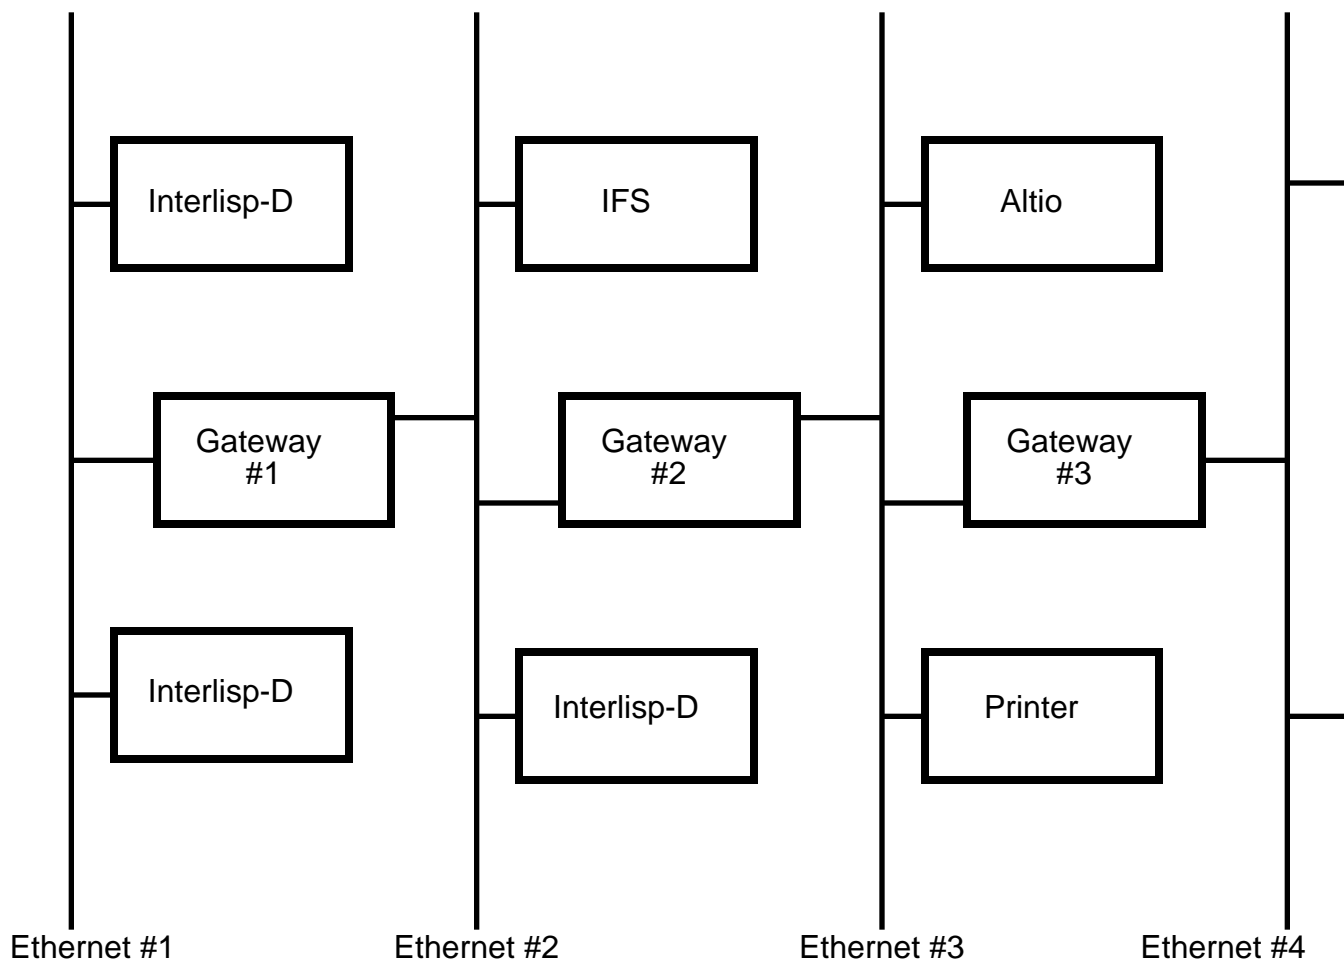 Interlisp-D
IFS
Altio
Gateway
#1
Gateway
#2
Gateway
#3
Interlisp-D
Interlisp-D
Printer
Ethernet #1
Ethernet #2
Ethernet #3
Ethernet #4